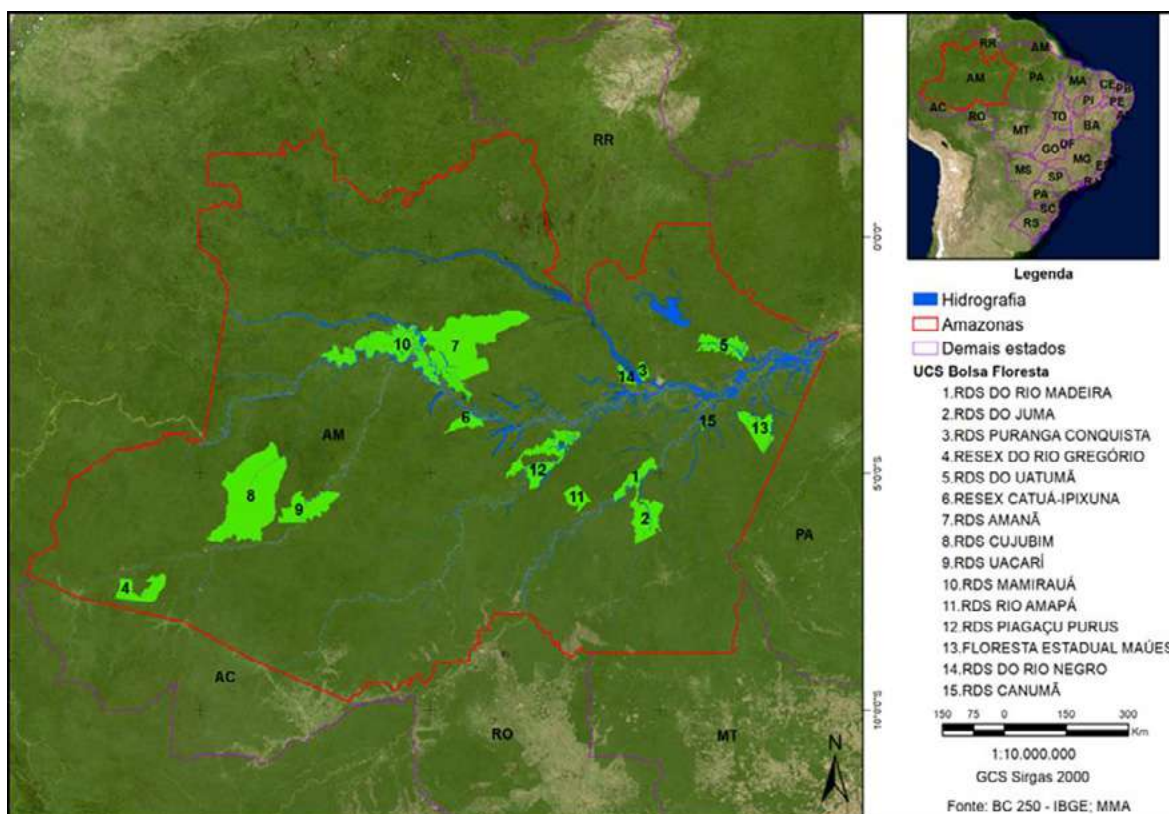 RR
AM
AM
PA
MA
CE
PB
PI
PE
AC
RO
TO
BA
MT
GO
DF
MG
MS
SP
PA
SC
RS
RR
0°0'0"
Legenda
Hidrografia
Amazonas
Demais estados
UCS Bolsa Floresta
1.RDS DO RIO MADEIRA
2.RDS DO JUMA
3.RDS PURANGA CONQUISTA
4.RESEX DO RIO GREGÓRIO
5.RDS DO UATUMÃ
6.RESEX CATUÁ-IPIXUNA
7.RDS AMANÃ
8.RDS CUJUBIM
9.RDS UACARÍ
10.RDS MAMIRAUÁ
11.RDS RIO AMAPÁ
12.RDS PIAGAÇU PURUS
13.FLORESTA ESTADUAL MAÚES
14.RDS DO RIO NEGRO
15.RDS CANUMÃ
10
7
5
3
14
6
15
13
AM
12
5°0'0"S
1
11
8
9
2
PA
4
AC
10°0'0"S
RO
MT
N
150 75 0 150 300
Km
1:10.000.000
GCS Sirgas 2000
Fonte: BC 250 - IBGE; MMA